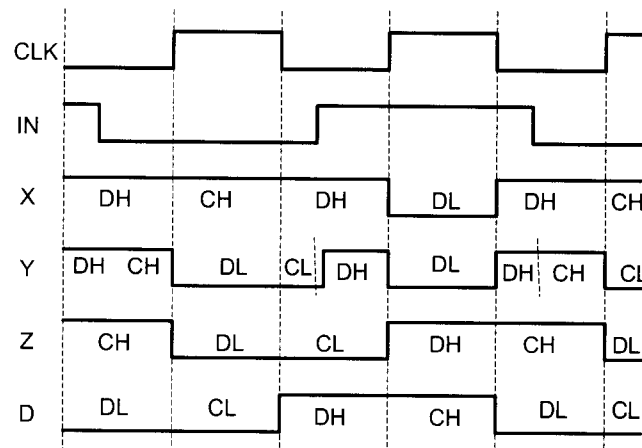 CLK
IN
X DH CH DH DL DH CH
Y DH CH DL CL DH DL DH CH CL
Z CH DL CL DH CH DL
D DL CL DH CH DL CL